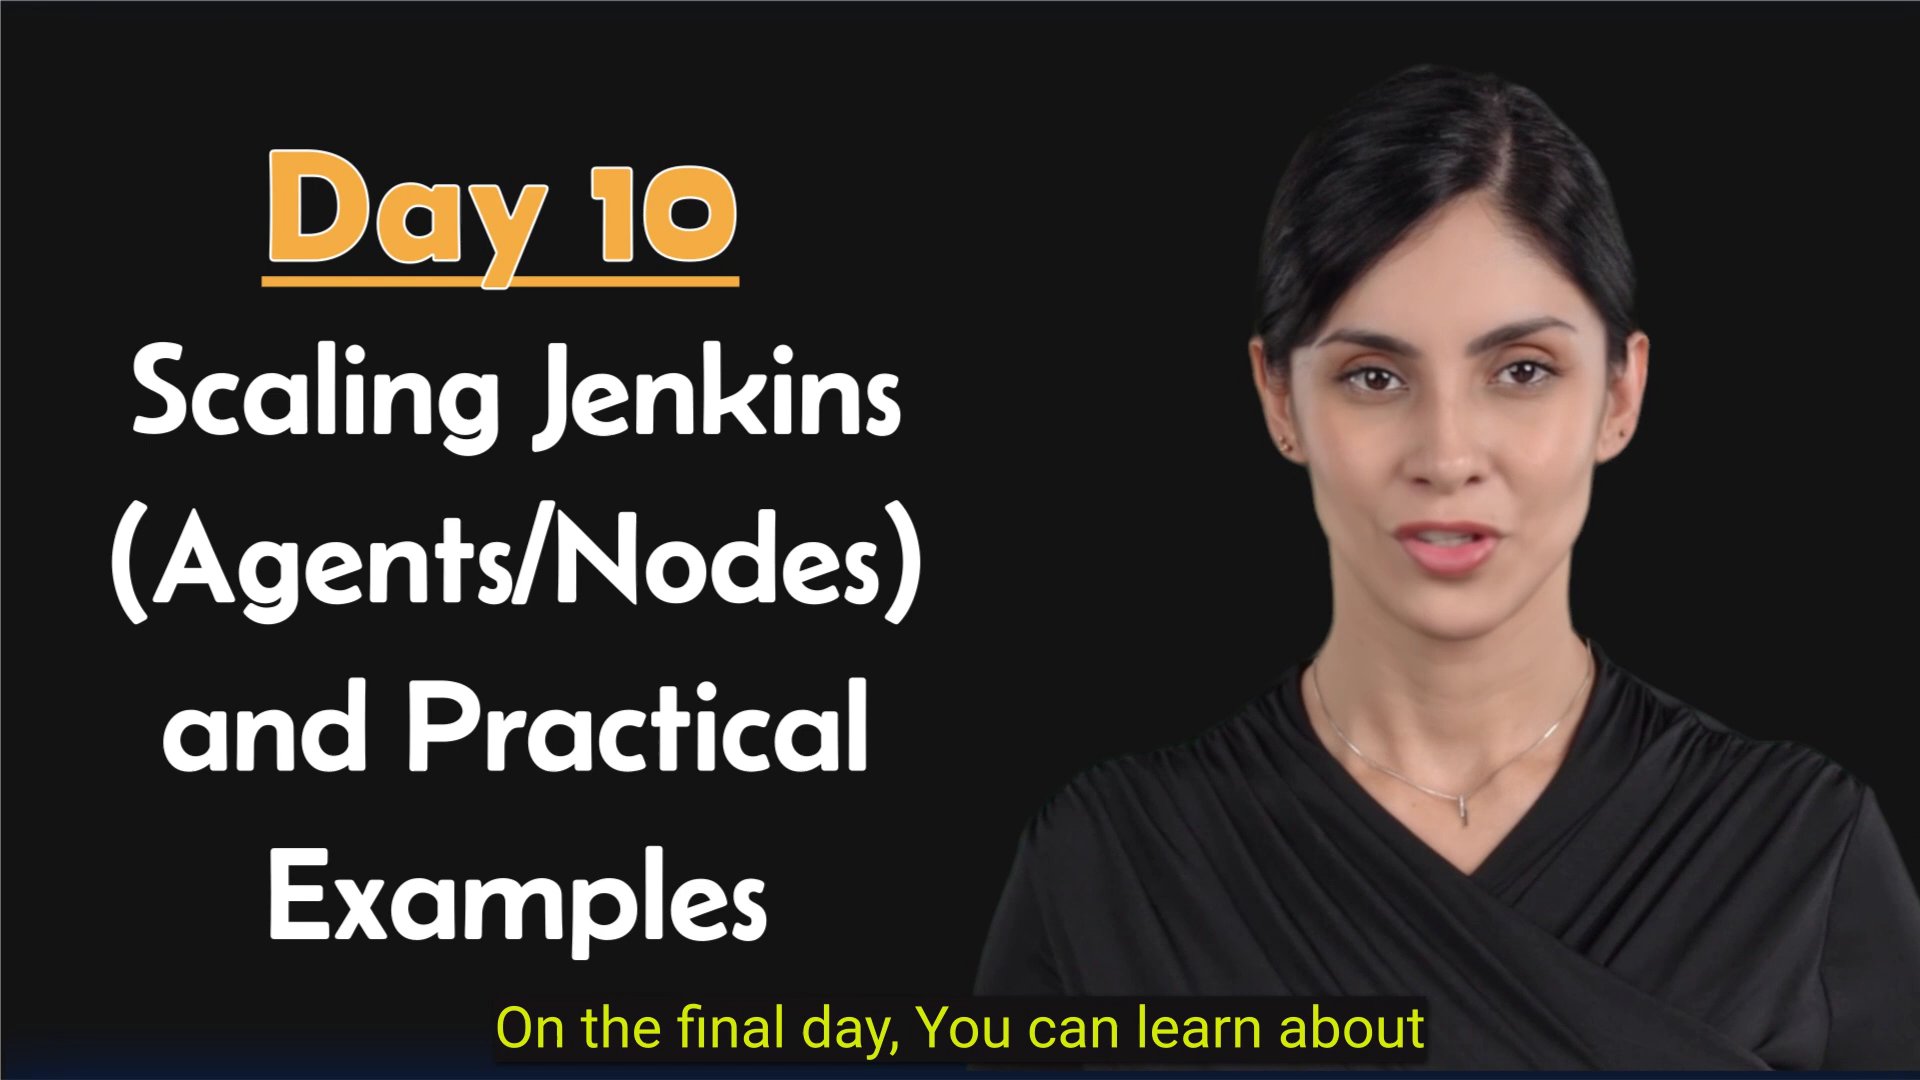 Day 10
Scaling Jenkins
(Agents/Nodes)
and Practical
Examples
On the final day, You can learn about